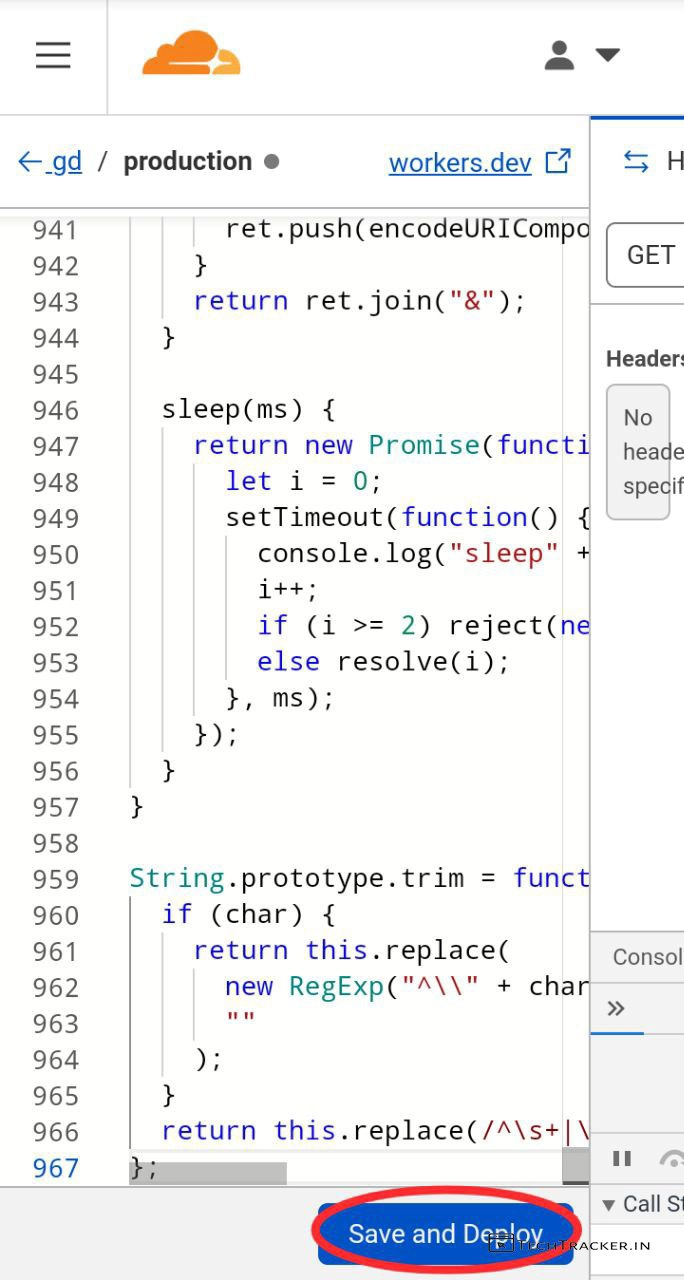 gd / production
workers.dev
H
GET
Headers
No
heade
specif
941 ret.push(encodeURICompo
942 }
943 return ret.join("&");
944 }
945
946 sleep(ms) {
947 return new Promise(functi
948 let i = 0;
949 setTimeout(function() {
950 console.log("sleep" +
951 i++;
952 if (i >= 2) reject(ne
953 else resolve(i);
954 }, ms);
955 });
956 }
957 }
958
959 String.prototype.trim = funct
960 if (char) {
961 return this.replace(
962 new RegExp("^\\" + char
963 ""
964 );
965 }
966 return this.replace(/^\s+|\
967 };
Consol
Call St
Save and Deploy
TECHTRACKER.IN